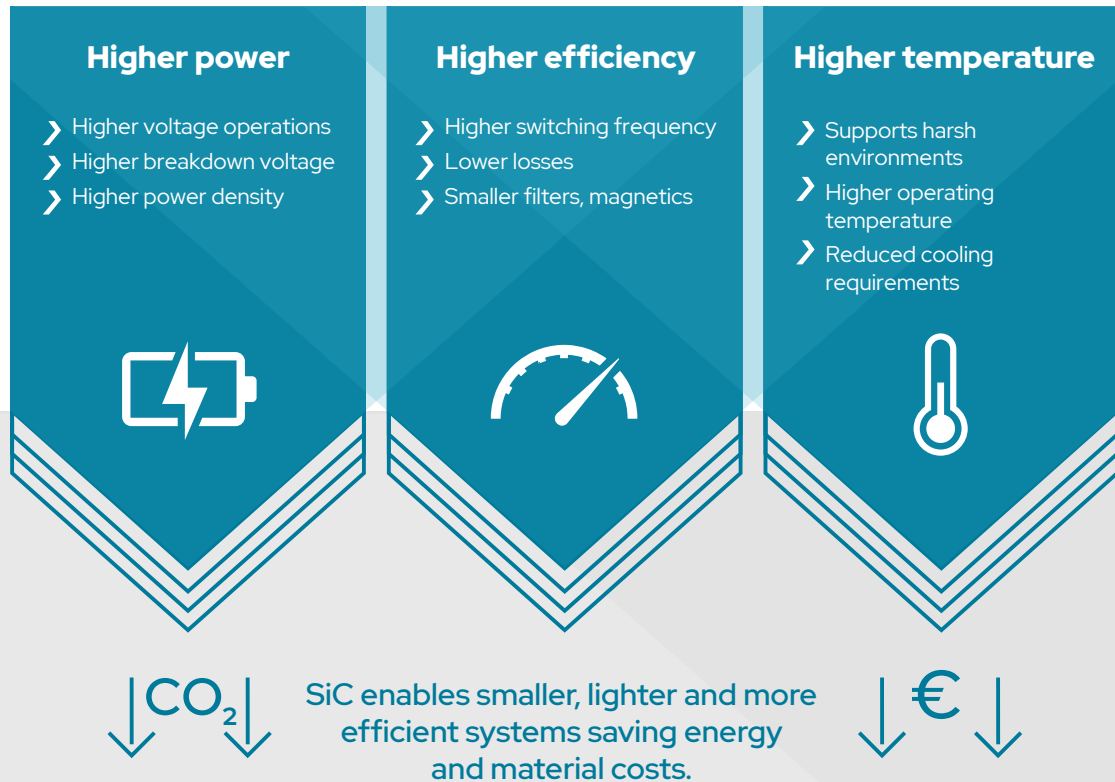 Higher power
Higher voltage operations
Higher breakdown voltage
Higher power density
Higher efficiency
Higher switching frequency
Lower losses
Smaller filters, magnetics
Higher temperature
Supports harsh
environments
Higher operating
temperature
Reduced cooling
requirements
CO₂
SiC enables smaller, lighter and more
efficient systems saving energy
and material costs.
€